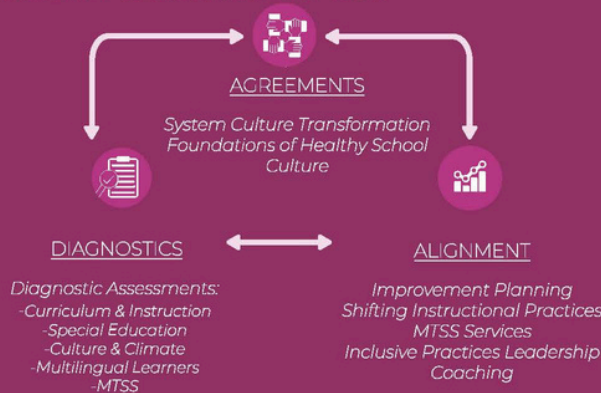 AGREEMENTS
System Culture Transformation
Foundations of Healthy School
Culture
DIAGNOSTICS
Diagnostic Assessments:
-Curriculum & Instruction
-Special Education
-Culture & Climate
-Multilingual Learners
-MTSS
ALIGNMENT
Improvement Planning
Shifting Instructional Practices
MTSS Services
Inclusive Practices Leadership
Coaching